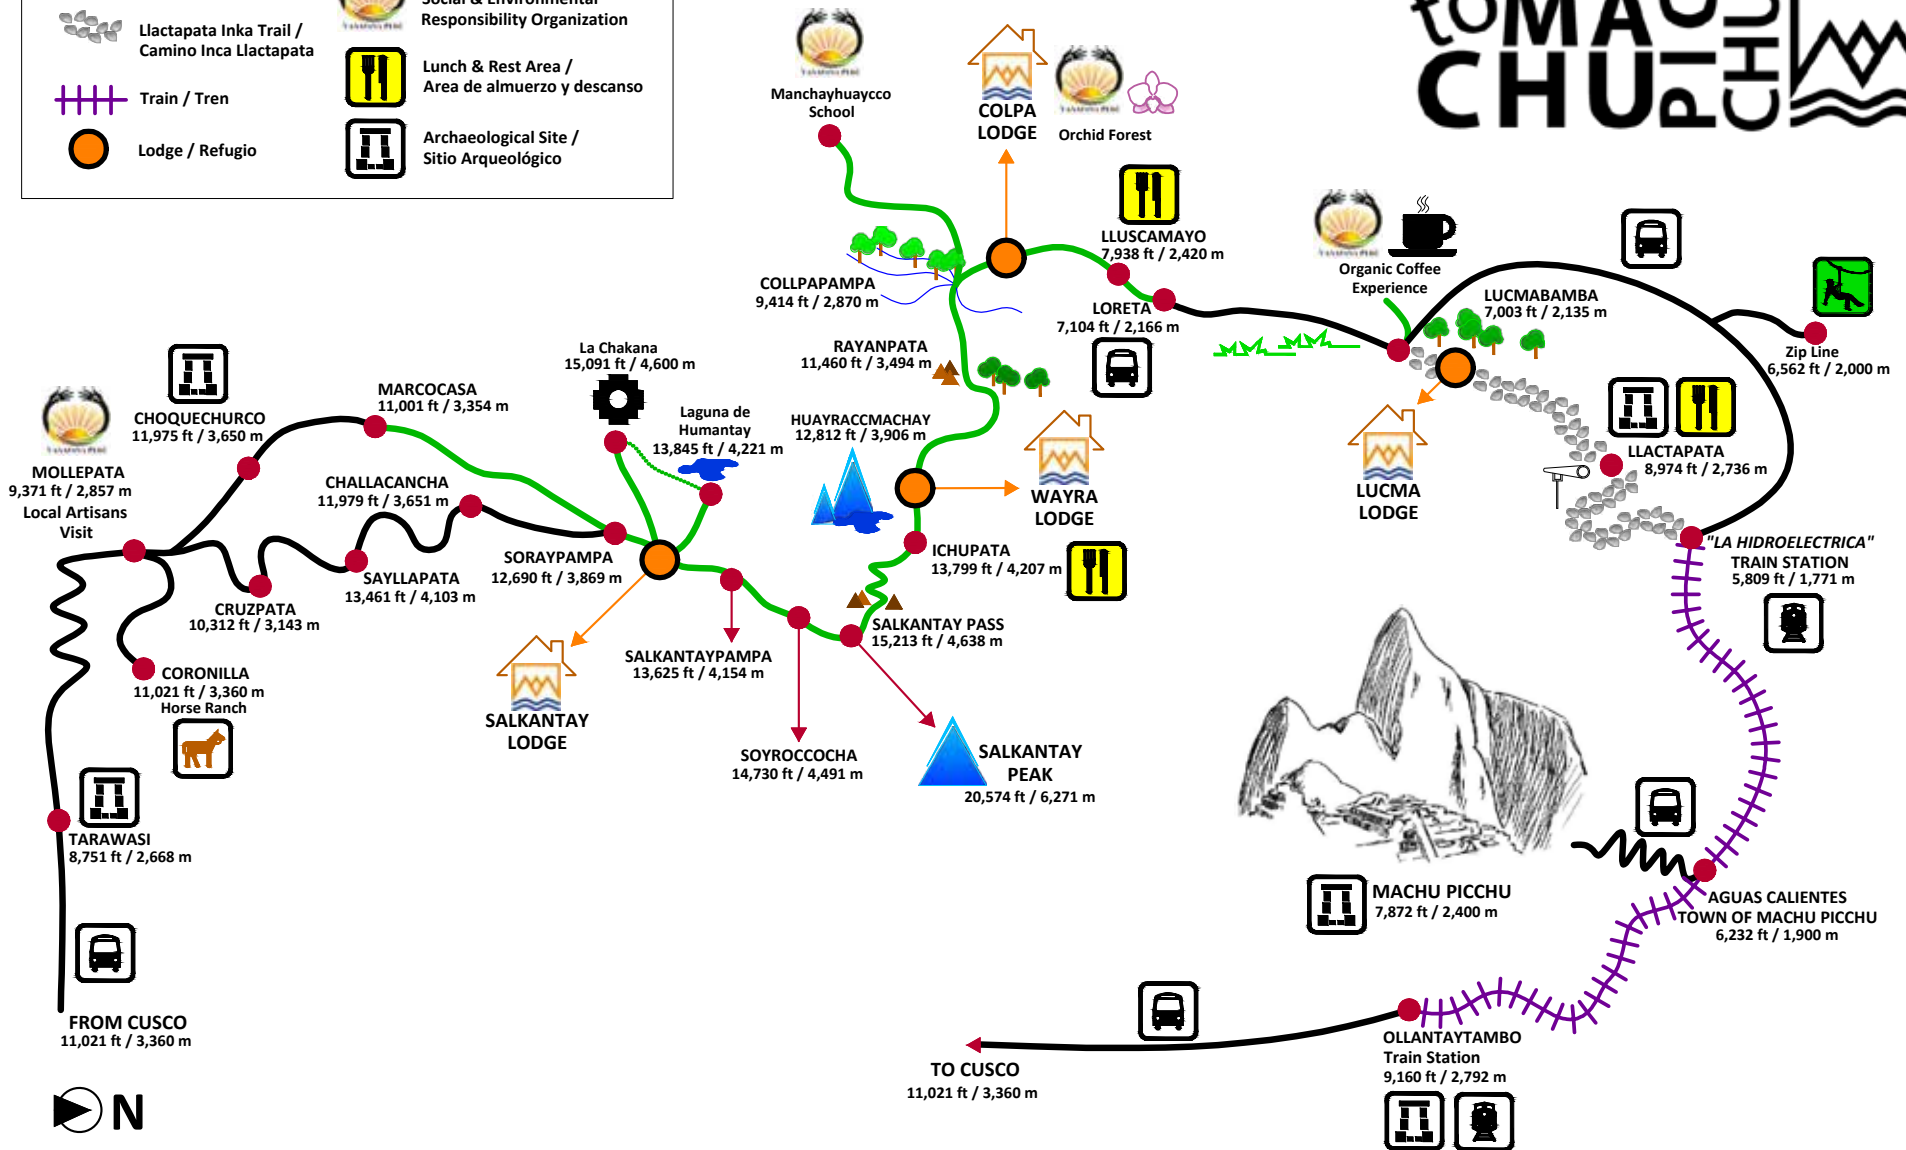 Social & Environmental
Responsibility Organization
Llactapata Inka Trail /
Camino Inca Llactapata
Lunch & Rest Area /
Area de almuerzo y descanso
Train / Tren
Archaeological Site /
Sitio Arqueológico
Lodge / Refugio
to MA
CHU
PIC
CHU
Manchayhuaycco
School
COLPA
LODGE
Orchid Forest
LLUSCAMAYO
7,938 ft / 2,420 m
COLLPAPAMPA
9,414 ft / 2,870 m
LORETA
7,104 ft / 2,166 m
Organic Coffee
Experience
LUCMABAMBA
7,003 ft / 2,135 m
Zip Line
6,562 ft / 2,000 m
RAYANPATA
11,460 ft / 3,494 m
La Chakana
15,091 ft / 4,600 m
MARCOCASA
11,001 ft / 3,354 m
CHOQUECHURCO
11,975 ft / 3,650 m
Laguna de
Humantay
13,845 ft / 4,221 m
HUAYRACCMACHAY
12,812 ft / 3,906 m
MOLLEPATA
9,371 ft / 2,857 m
Local Artisans
Visit
CHALLACANCHA
11,979 ft / 3,651 m
WAYRA
LODGE
LUCMA
LODGE
LLACTAPATA
8,974 ft / 2,736 m
SORAYPAMPA
12,690 ft / 3,869 m
ICHUPATA
13,799 ft / 4,207 m
"LA HIDROELECTRICA"
TRAIN STATION
5,809 ft / 1,771 m
SAYLLAPATA
13,461 ft / 4,103 m
CRUZPATA
10,312 ft / 3,143 m
SALKANTAY PASS
15,213 ft / 4,638 m
SALKANTAYPAMPA
13,625 ft / 4,154 m
CORONILLA
11,021 ft / 3,360 m
Horse Ranch
SALKANTAY
LODGE
SOYROCCOCHA
14,730 ft / 4,491 m
SALKANTAY
PEAK
20,574 ft / 6,271 m
TARAWASI
8,751 ft / 2,668 m
MACHU PICCHU
7,872 ft / 2,400 m
AGUAS CALIENTES
TOWN OF MACHU PICCHU
6,232 ft / 1,900 m
FROM CUSCO
11,021 ft / 3,360 m
OLLANTAYTAMBO
Train Station
9,160 ft / 2,792 m
TO CUSCO
11,021 ft / 3,360 m
N